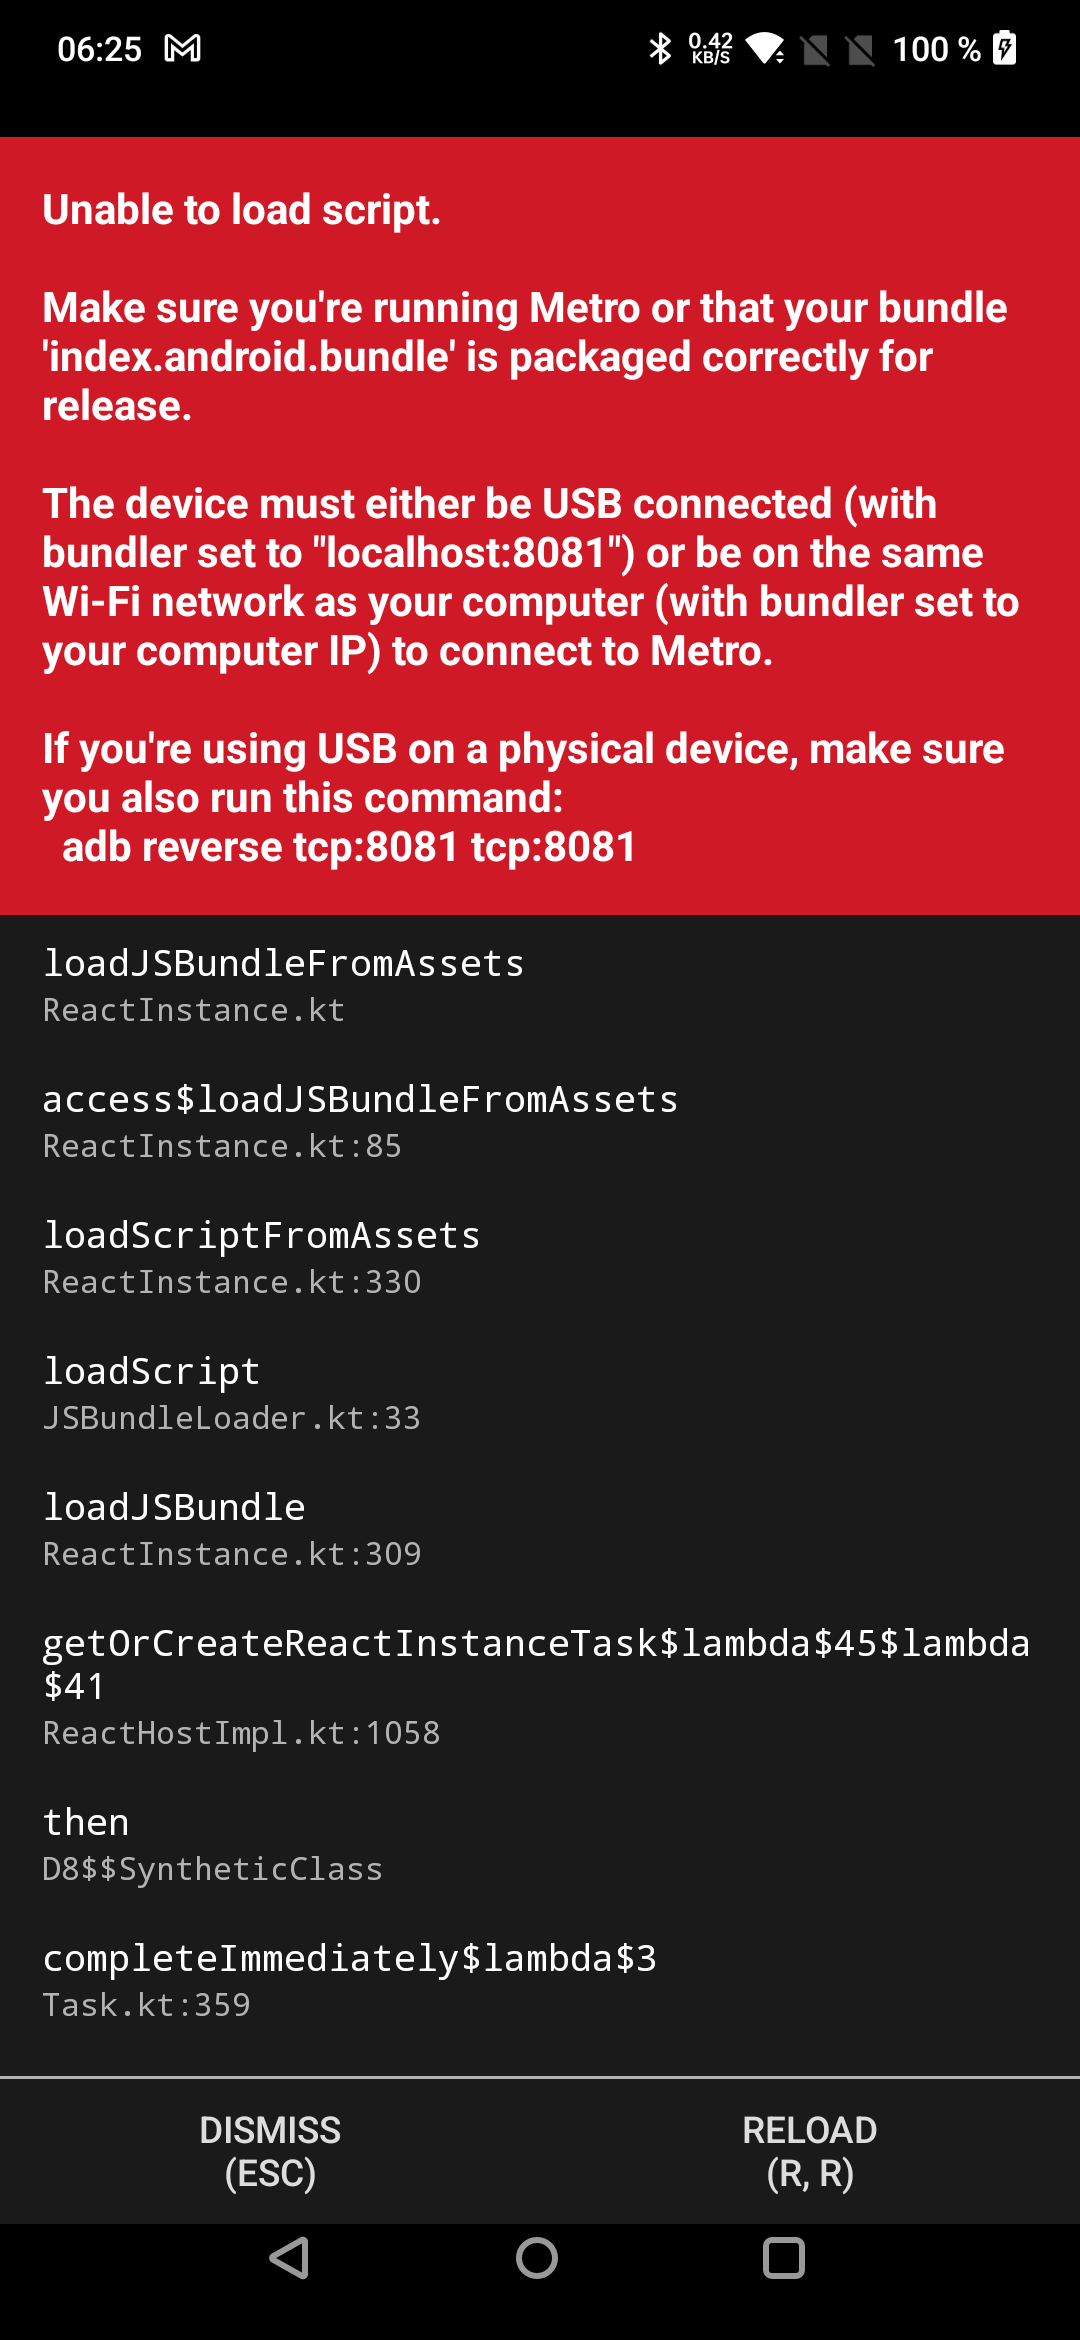 06:25
0.42
KB/S
100 %
Unable to load script.
Make sure you're running Metro or that your bundle
'index.android.bundle' is packaged correctly for
release.
The device must either be USB connected (with
bundler set to "localhost:8081") or be on the same
Wi-Fi network as your computer (with bundler set to
your computer IP) to connect to Metro.
If you're using USB on a physical device, make sure
you also run this command:
adb reverse tcp:8081 tcp:8081
loadJSBundleFromAssets
ReactInstance.kt
access$loadJSBundleFromAssets
ReactInstance.kt:85
loadScriptFromAssets
ReactInstance.kt:330
loadScript
JSBundleLoader.kt:33
loadJSBundle
ReactInstance.kt:309
getOrCreateReactInstanceTask$lambda$45$lambda
$41
ReactHostImpl.kt:1058
then
D8$$SyntheticClass
completeImmediately$lambda$3
Task.kt:359
DISMISS
(ESC)
RELOAD
(R, R)